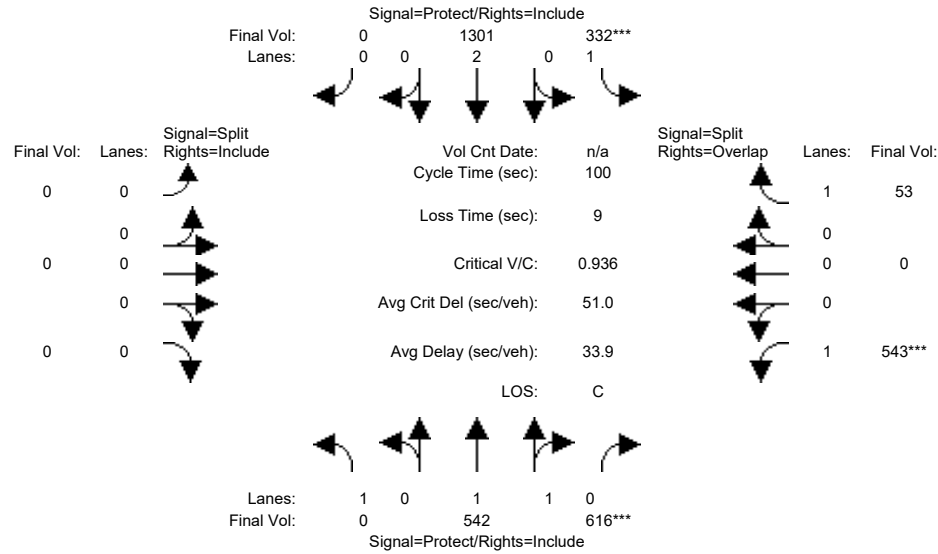 Signal=Protect/Rights=Include
Final Vol: 0 1301 332***
Lanes: 0 0 2 0 1
Signal=Split Signal=Split
Final Vol: Lanes: Rights=Include Vol Cnt Date: n/a Rights=Overlap Lanes: Final Vol:
Cycle Time (sec): 100
0 0 1 53
Loss Time (sec): 9
0 0
0 0 Critical V/C: 0.936 0 0
0 Avg Crit Del (sec/veh): 51.0 0
0 0 Avg Delay (sec/veh): 33.9 1 543***
LOS: C
Lanes: 1 0 1 1 0
Final Vol: 0 542 616***
Signal=Protect/Rights=Include